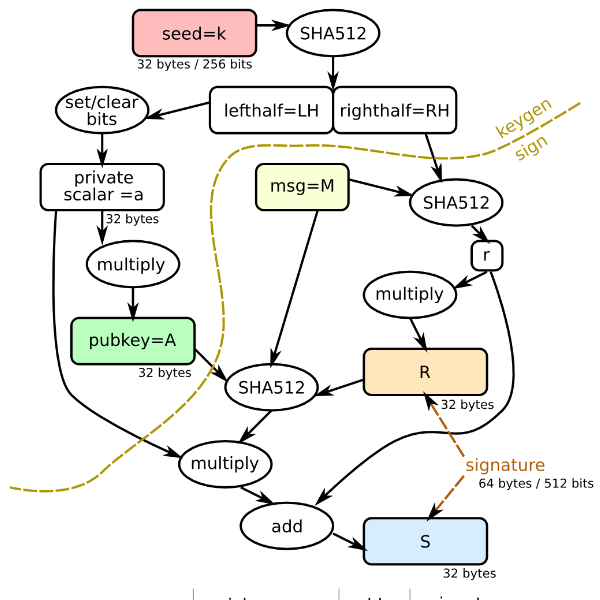 seed=k
SHA512
32 bytes / 256 bits
set/clear
bits
lefthalf=LH
righthalf=RH
keygen
sign
private
scalar =a
32 bytes
msg=M
SHA512
r
multiply
multiply
pubkey=A
32 bytes
SHA512
R
32 bytes
multiply
signature
64 bytes / 512 bits
add
S
32 bytes